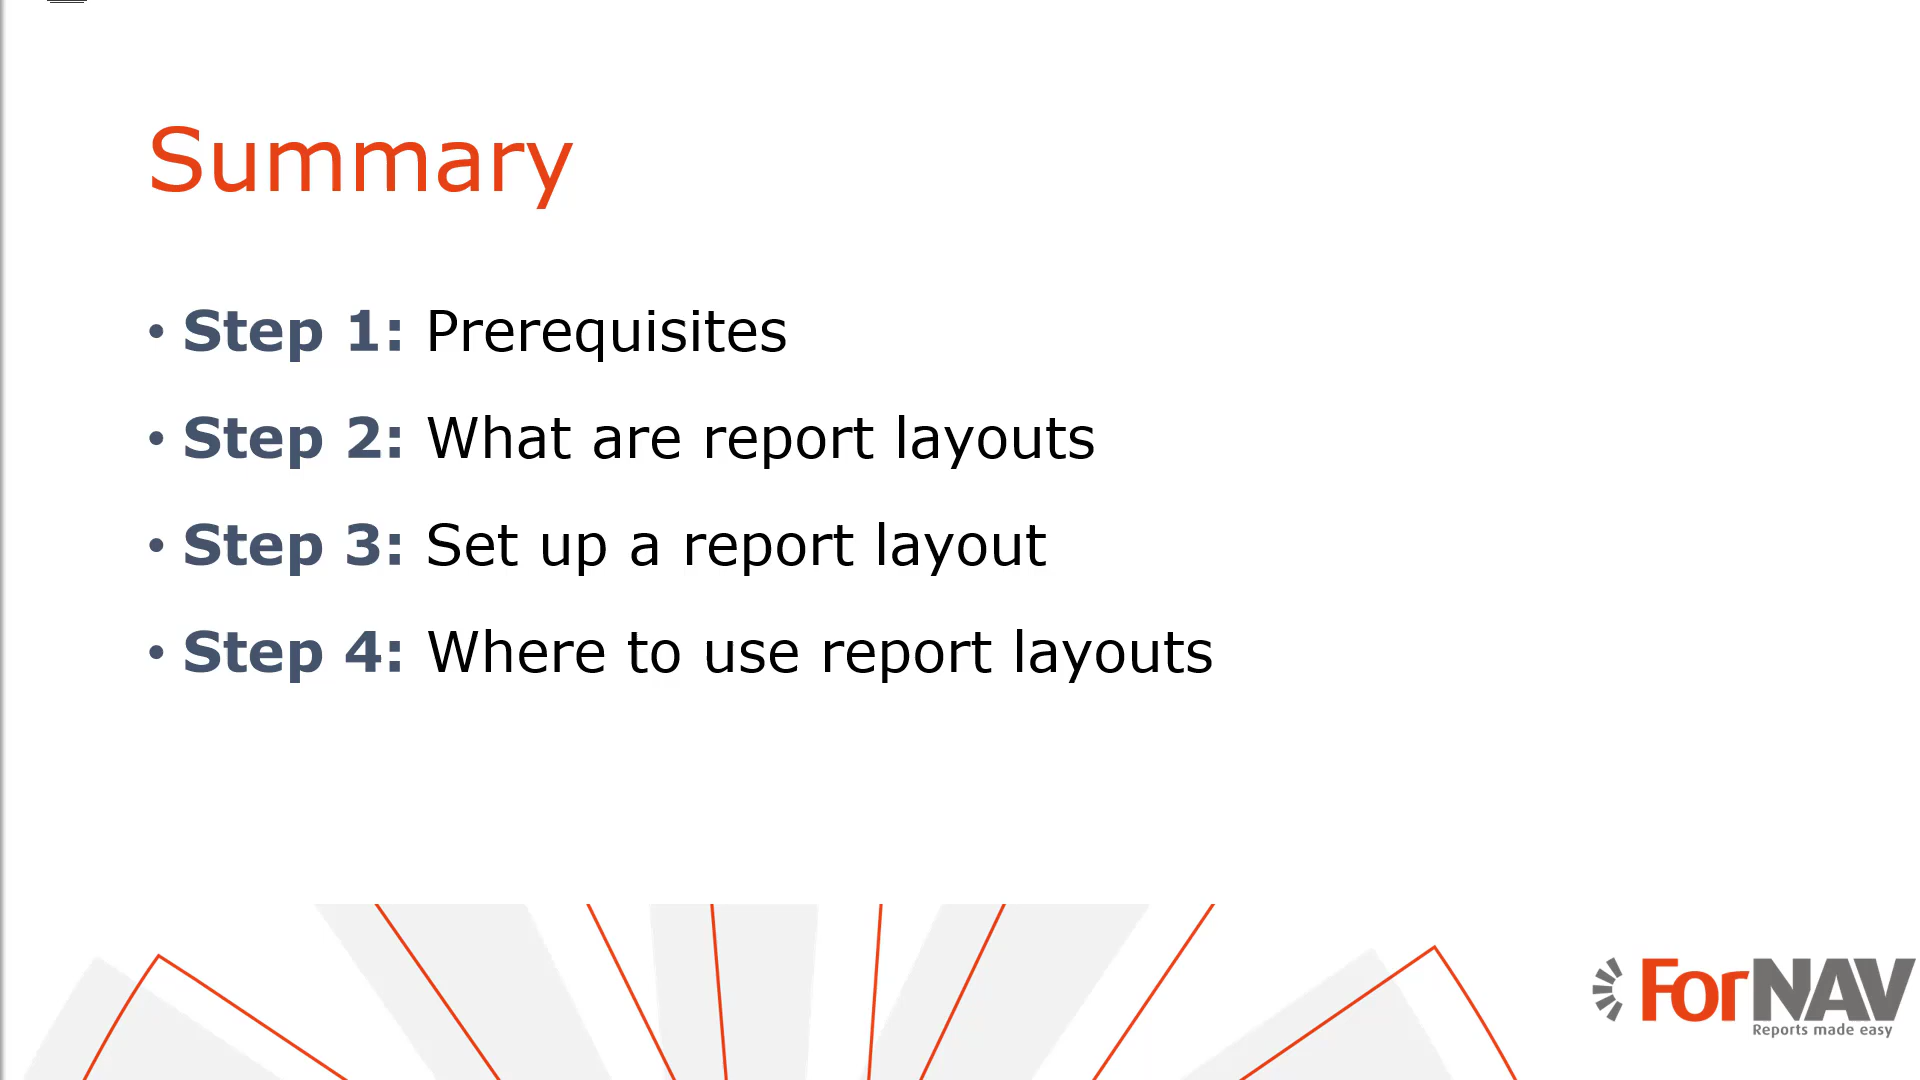 Summary
• Step 1: Prerequisites
• Step 2: What are report layouts
• Step 3: Set up a report layout
• Step 4: Where to use report layouts
ForNAV
Reports made easy